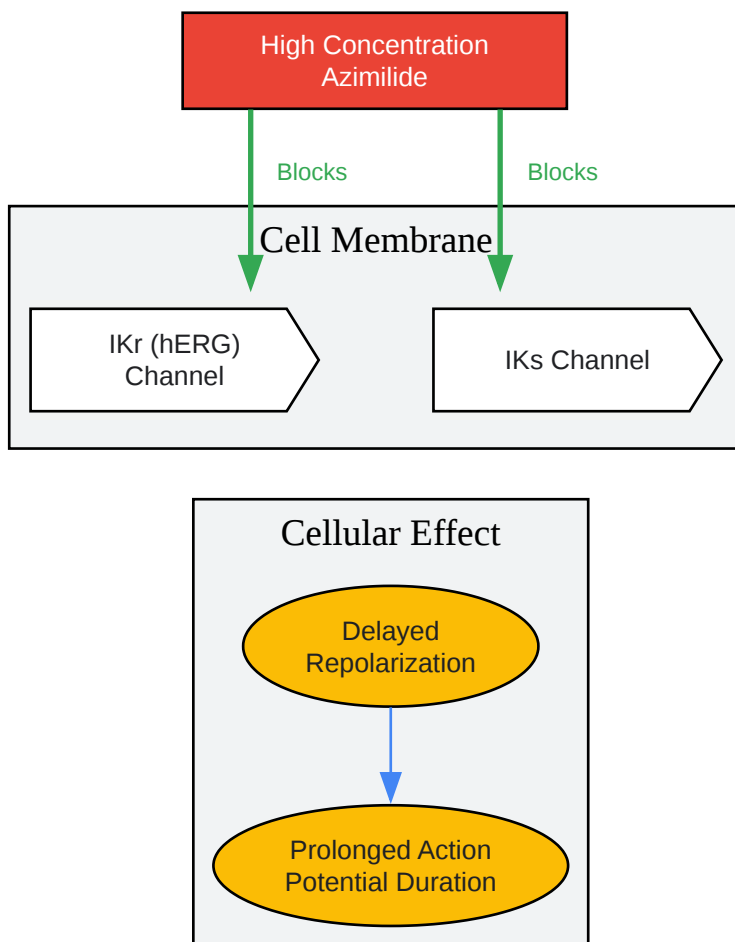 High Concentration
Azimilide
Blocks
Blocks
Cell Membrane
IKr (hERG)
Channel
IKs Channel
Cellular Effect
Delayed
Repolarization
Prolonged Action
Potential Duration